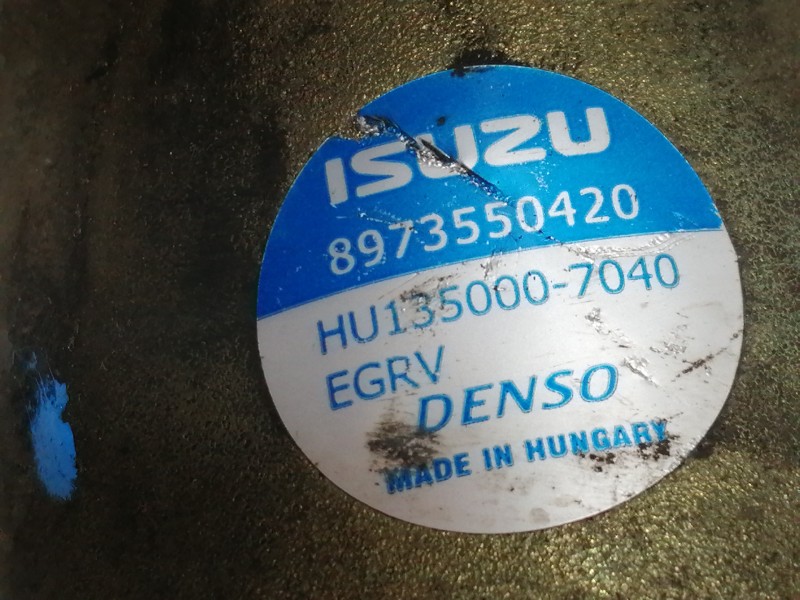 ISUZU
8973550420
HU135000-7040
EGRV
DENSO
MADE IN HUNGARY